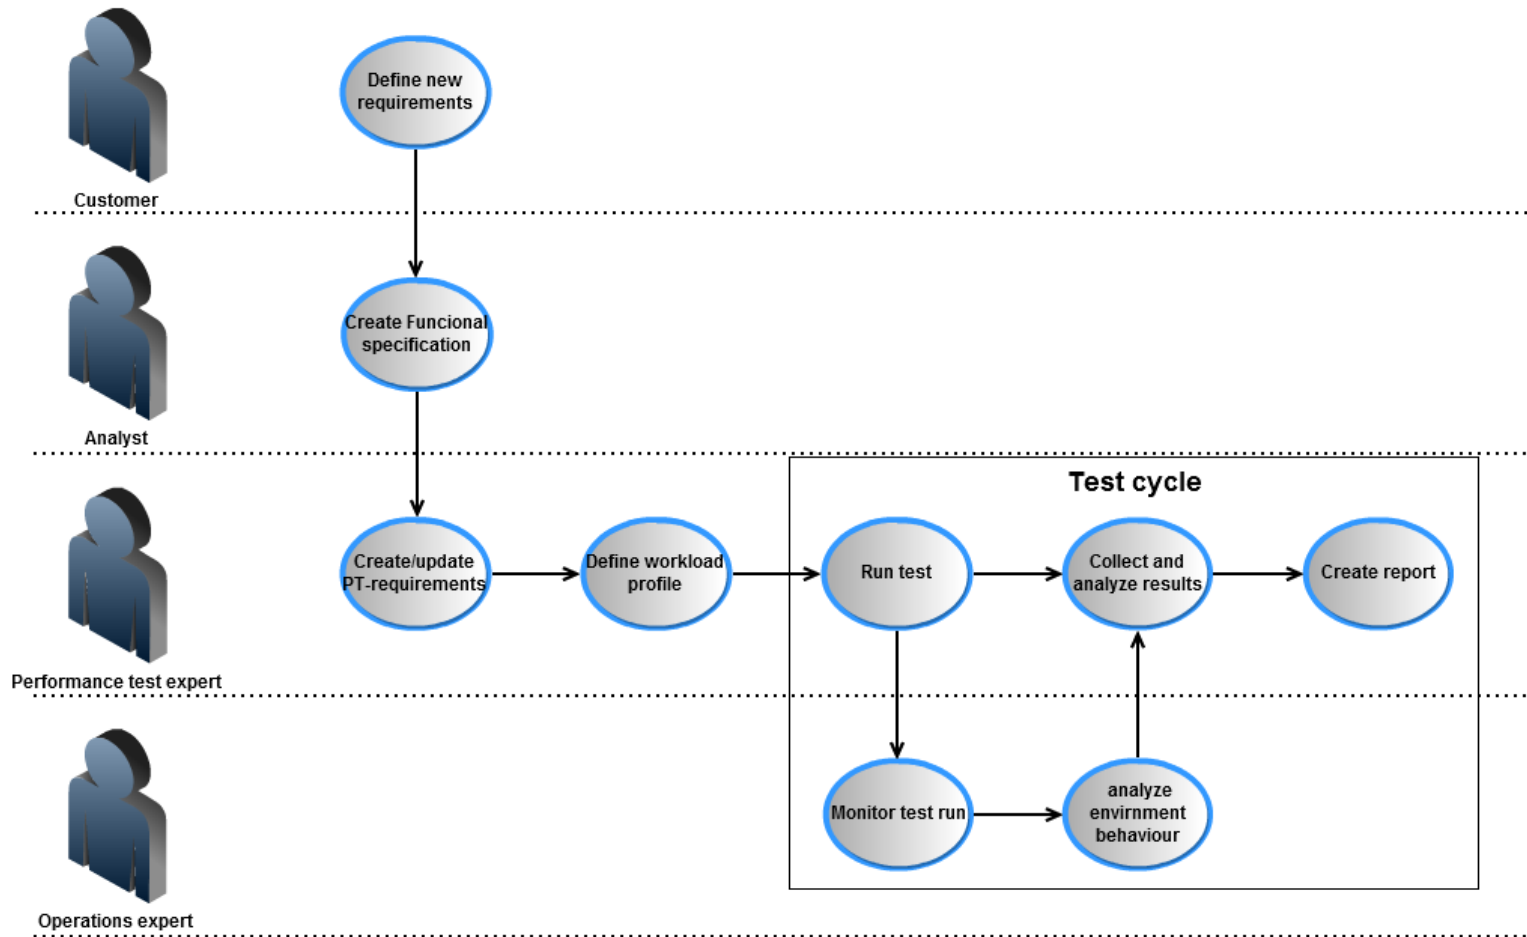 Define new
requirements
Customer
Create Funcional
specification
Analyst
Test cycle
Create/update
PT-requirements
Define workload
profile
Run test
Collect and
analyze results
Create report
Performance test expert
Monitor test run
analyze
envirnment
behaviour
Operations expert